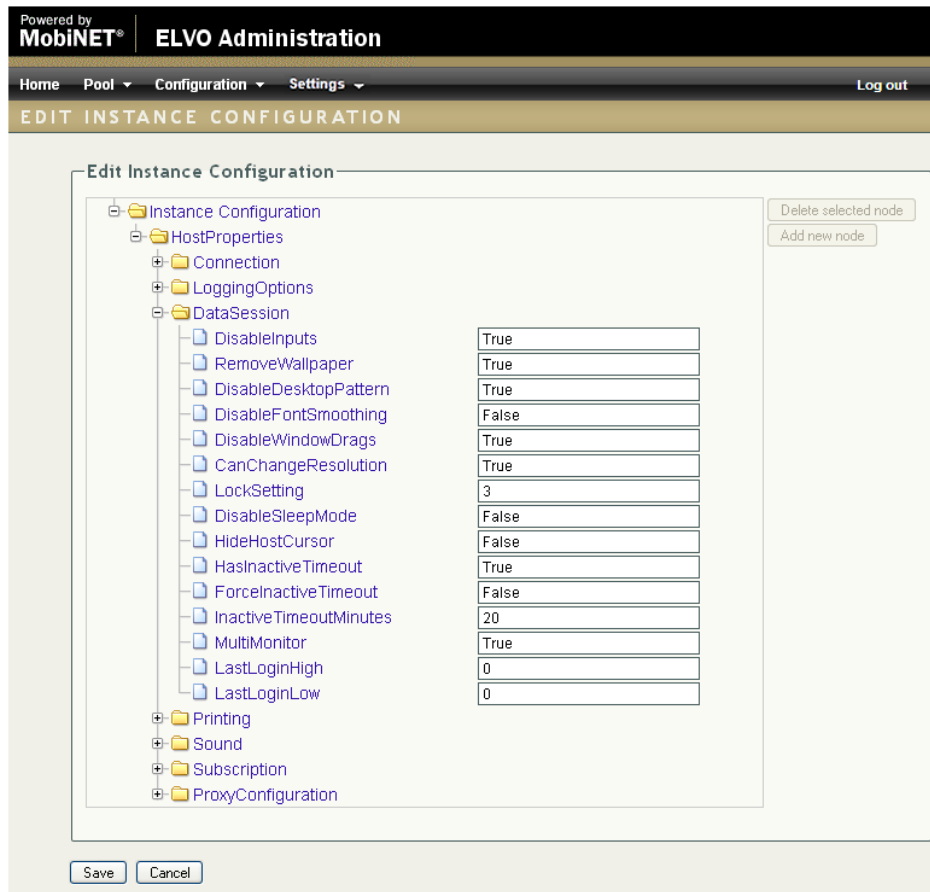 Powered by
MobiNET® ELVO Administration
Home Pool Configuration Settings Log out
EDIT INSTANCE CONFIGURATION
Edit Instance Configuration
Instance Configuration Delete selected node
HostProperties Add new node
Connection
LoggingOptions
DataSession
DisableInputs True
RemoveWallpaper True
DisableDesktopPattern True
DisableFontSmoothing False
DisableWindowDrags True
CanChangeResolution True
LockSetting 3
DisableSleepMode False
HideHostCursor False
HasInactiveTimeout True
ForceInactiveTimeout False
InactiveTimeoutMinutes 20
MultiMonitor True
LastLoginHigh 0
LastLoginLow 0
Printing
Sound
Subscription
ProxyConfiguration
Save Cancel